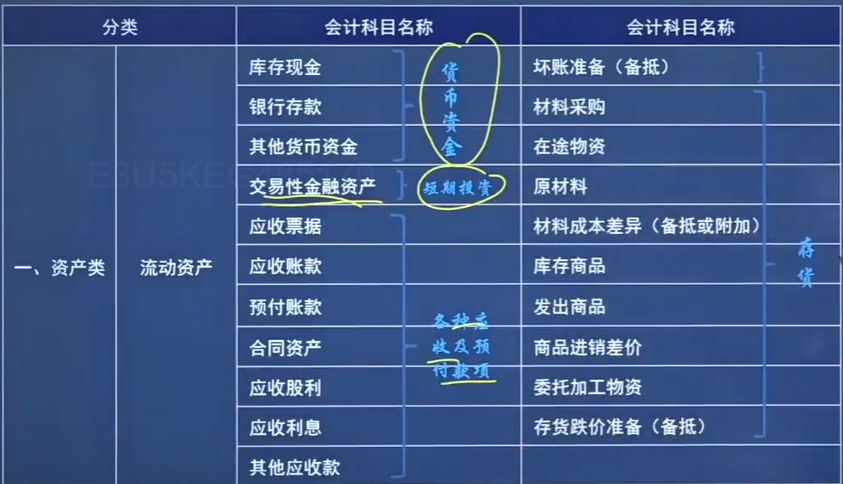 分类 会计科目名称 会计科目名称
库存现金 坏账准备（备抵）
银行存款 材料采购
其他货币资金 在途物资
货币资金
交易性金融资产 短期投资 原材料
应收票据 材料成本差异（备抵或附加）
一、资产类 流动资产 应收账款 库存商品
存货
预付账款 发出商品
合同资产 商品进销差价
各种应
收及预
付款项
应收股利 委托加工物资
应收利息 存货跌价准备（备抵）
其他应收款